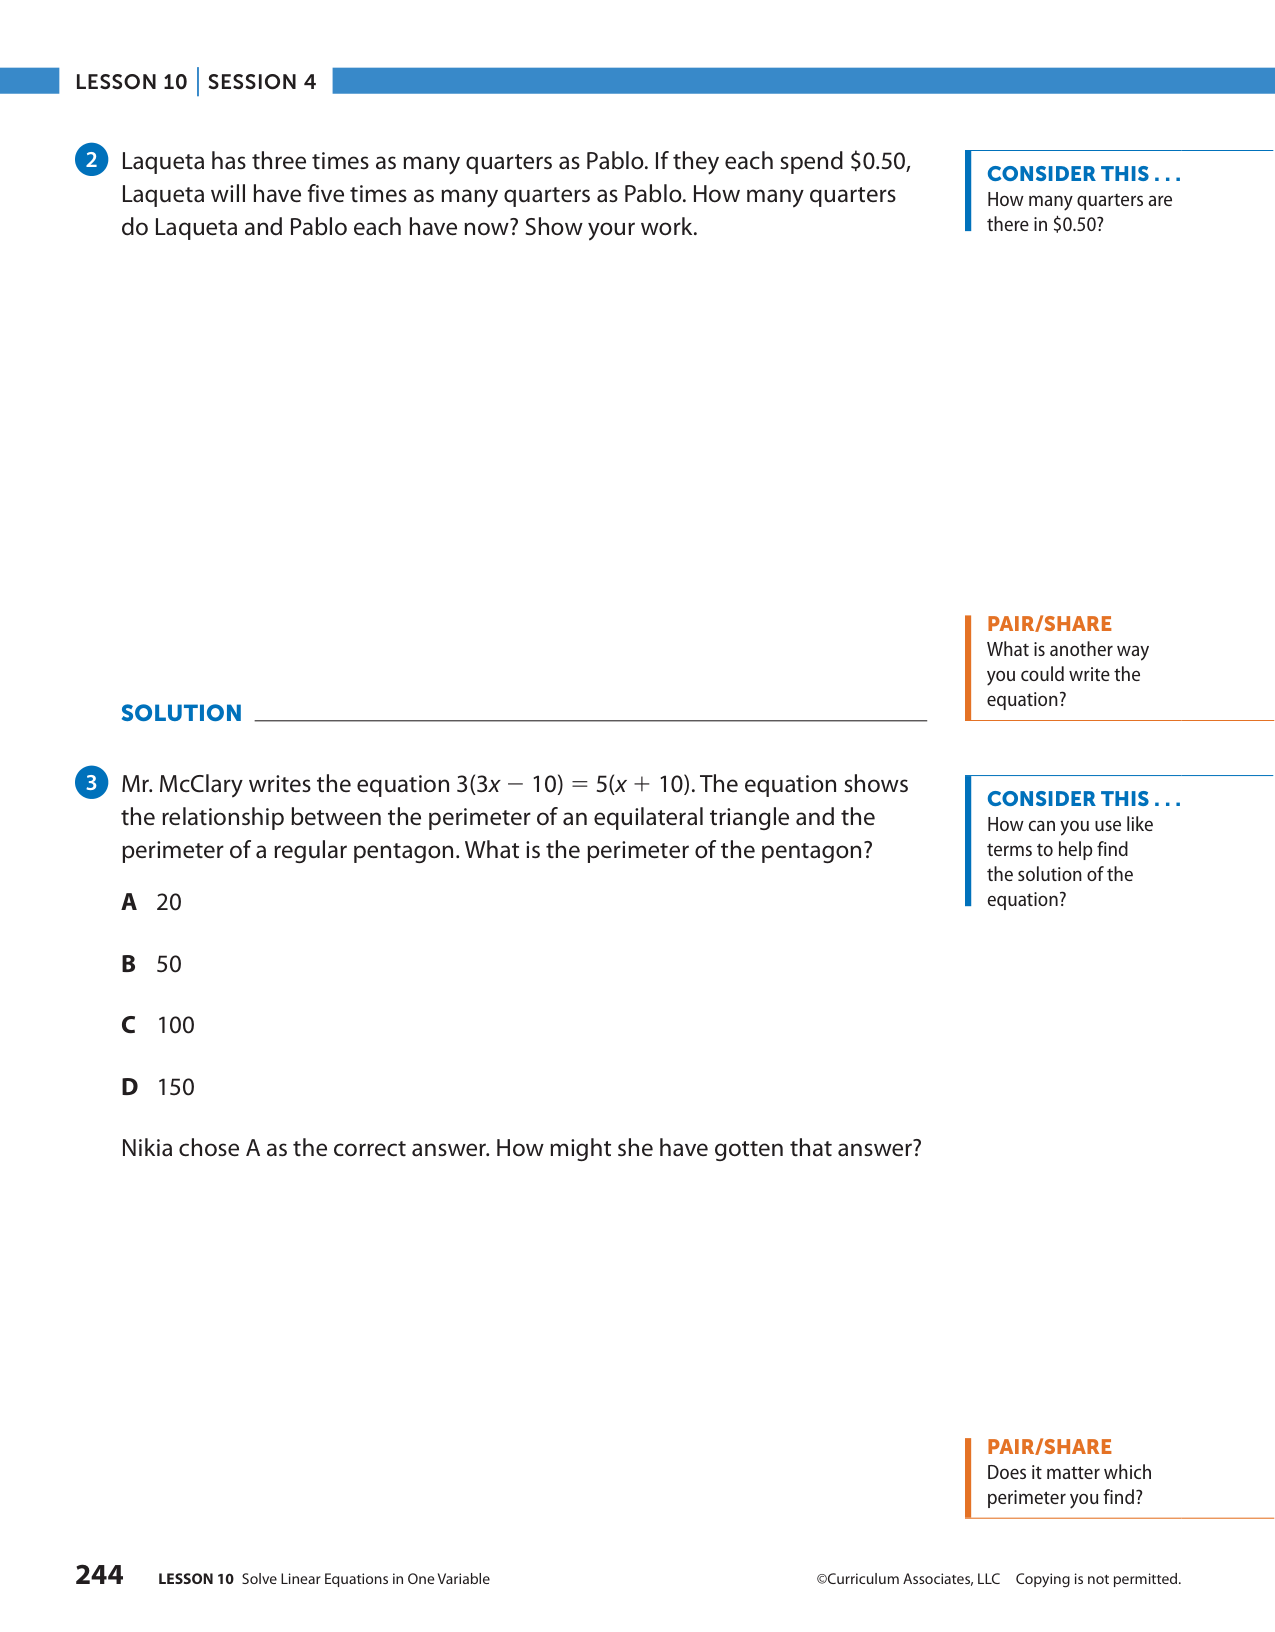 LESSON 10 | SESSION 4
2 Laqueta has three times as many quarters as Pablo. If they each spend $0.50,
Laqueta will have five times as many quarters as Pablo. How many quarters
do Laqueta and Pablo each have now? Show your work.
CONSIDER THIS . . .
How many quarters are
there in $0.50?
PAIR/SHARE
What is another way
you could write the
equation?
SOLUTION
3 Mr. McClary writes the equation 3(3x − 10) = 5(x + 10). The equation shows
the relationship between the perimeter of an equilateral triangle and the
perimeter of a regular pentagon. What is the perimeter of the pentagon?
CONSIDER THIS . . .
How can you use like
terms to help find
the solution of the
equation?
A 20
B 50
C 100
D 150
Nikia chose A as the correct answer. How might she have gotten that answer?
PAIR/SHARE
Does it matter which
perimeter you find?
244 LESSON 10 Solve Linear Equations in One Variable ©Curriculum Associates, LLC Copying is not permitted.